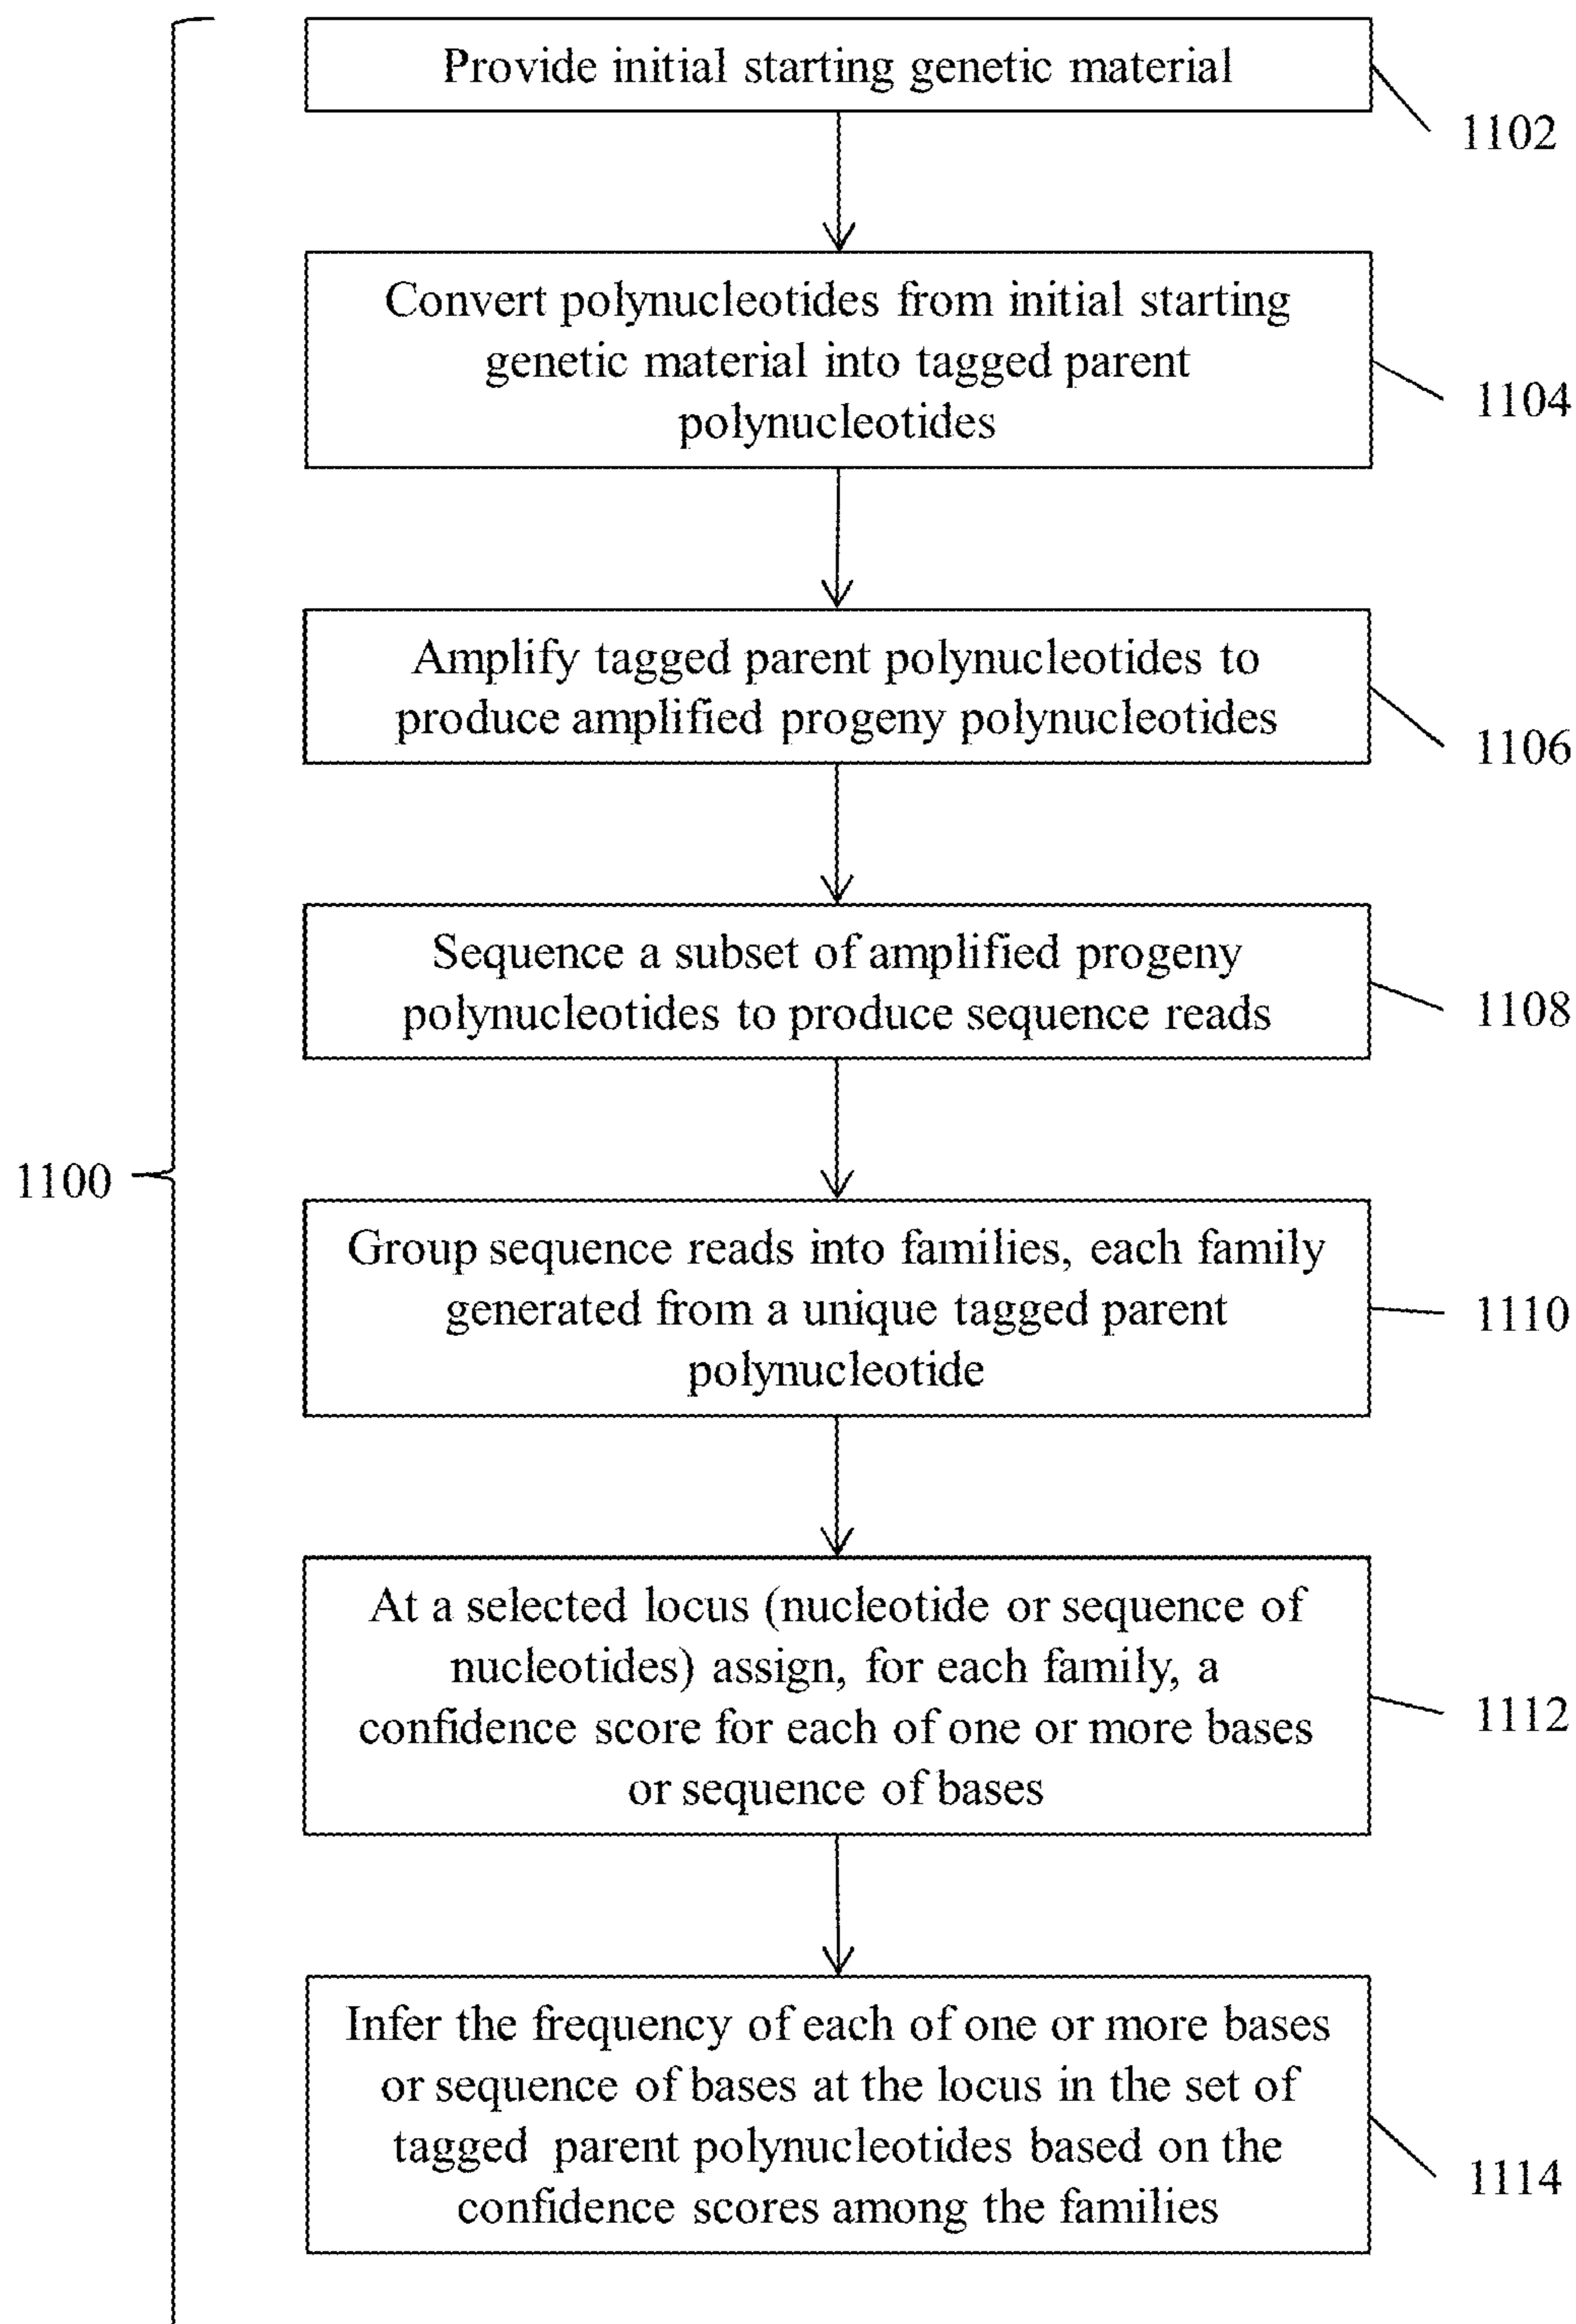 Provide initial starting genetic material
1102
Convert polynucleotides from initial starting
genetic material into tagged parent
polynucleotides
1104
Amplify tagged parent polynucleotides to
produce amplified progeny polynucleotides
1106
Sequence a subset of amplified progeny
polynucleotides to produce sequence reads
1108
1100
Group sequence reads into families, each family
generated from a unique tagged parent
polynucleotide
1110
At a selected locus (nucleotide or sequence of
nucleotides) assign, for each family, a
confidence score for each of one or more bases
or sequence of bases
1112
Infer the frequency of each of one or more bases
or sequence of bases at the locus in the set of
tagged parent polynucleotides based on the
confidence scores among the families
1114